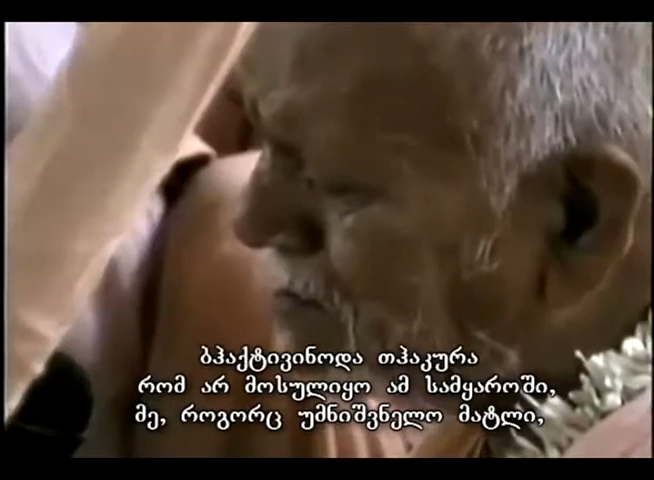 ბჰაქტივინოდა თჰაკურა
რომ არ მოსულიყო ამ სამყაროში,
მე, როგორც უმნიშვნელო მატლი,